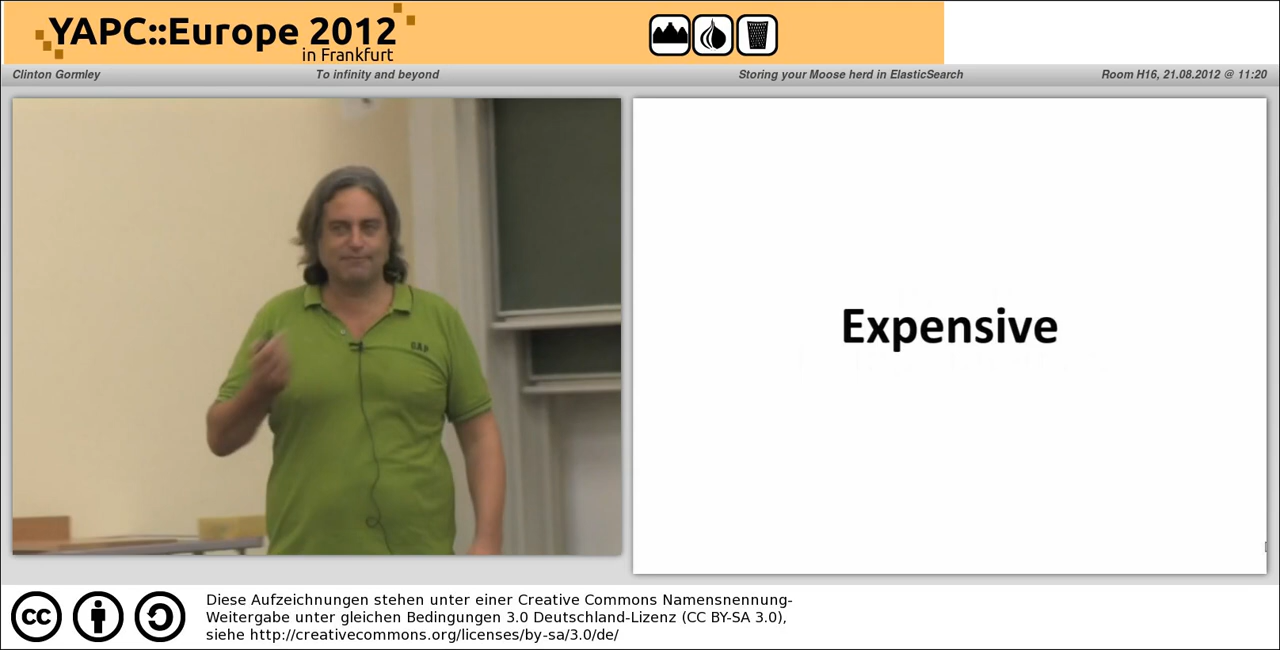 YAPC::Europe 2012
in Frankfurt
Clinton Gormley To infinity and beyond Storing your Moose herd in ElasticSearch Room H16, 21.08.2012 @ 11:20
GAP
Expensive
cc
Diese Aufzeichnungen stehen unter einer Creative Commons Namensnennung-
Weitergabe unter gleichen Bedingungen 3.0 Deutschland-Lizenz (CC BY-SA 3.0),
siehe http://creativecommons.org/licenses/by-sa/3.0/de/